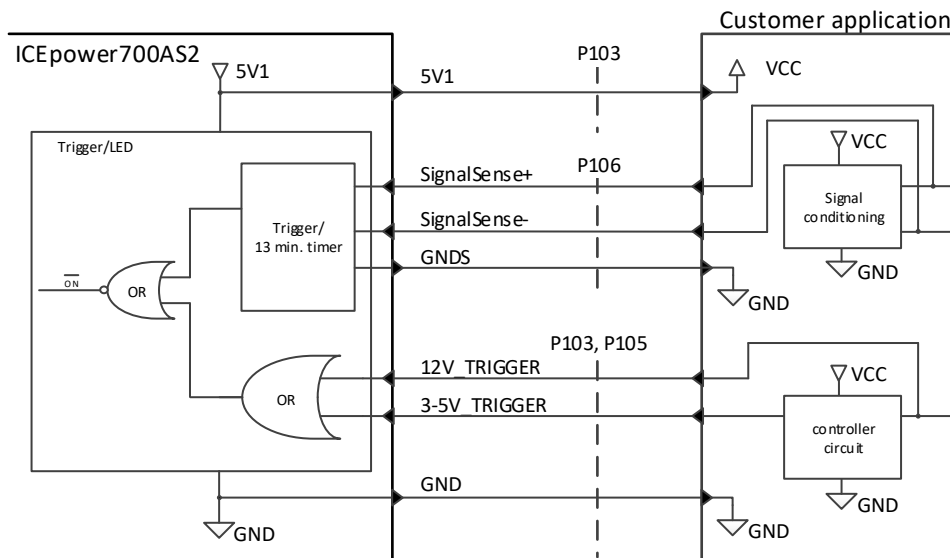 Customer application
ICEpower700AS2
P103
5V1
5V1
VCC
Trigger/LED
VCC
SignalSense+
P106
Trigger/
13 min. timer
Signal
conditioning
SignalSense-
GNDS
GND
ON
OR
GND
P103, P105
12V_TRIGGER
VCC
OR
3-5V_TRIGGER
controller
circuit
GND
GND
GND
GND